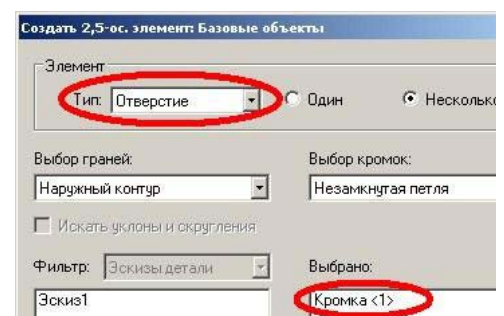 Создать 2,5-ос. элемент: Базовые объекты
Элемент
Тип: Отверстие Один
Выбор граней: Выбор кромок:
Наружный контур Незамкнутая петля
Искать уклоны и скругления
Фильтр: Эскизы детали Выбрано:
Эскиз1 Кромка <1>